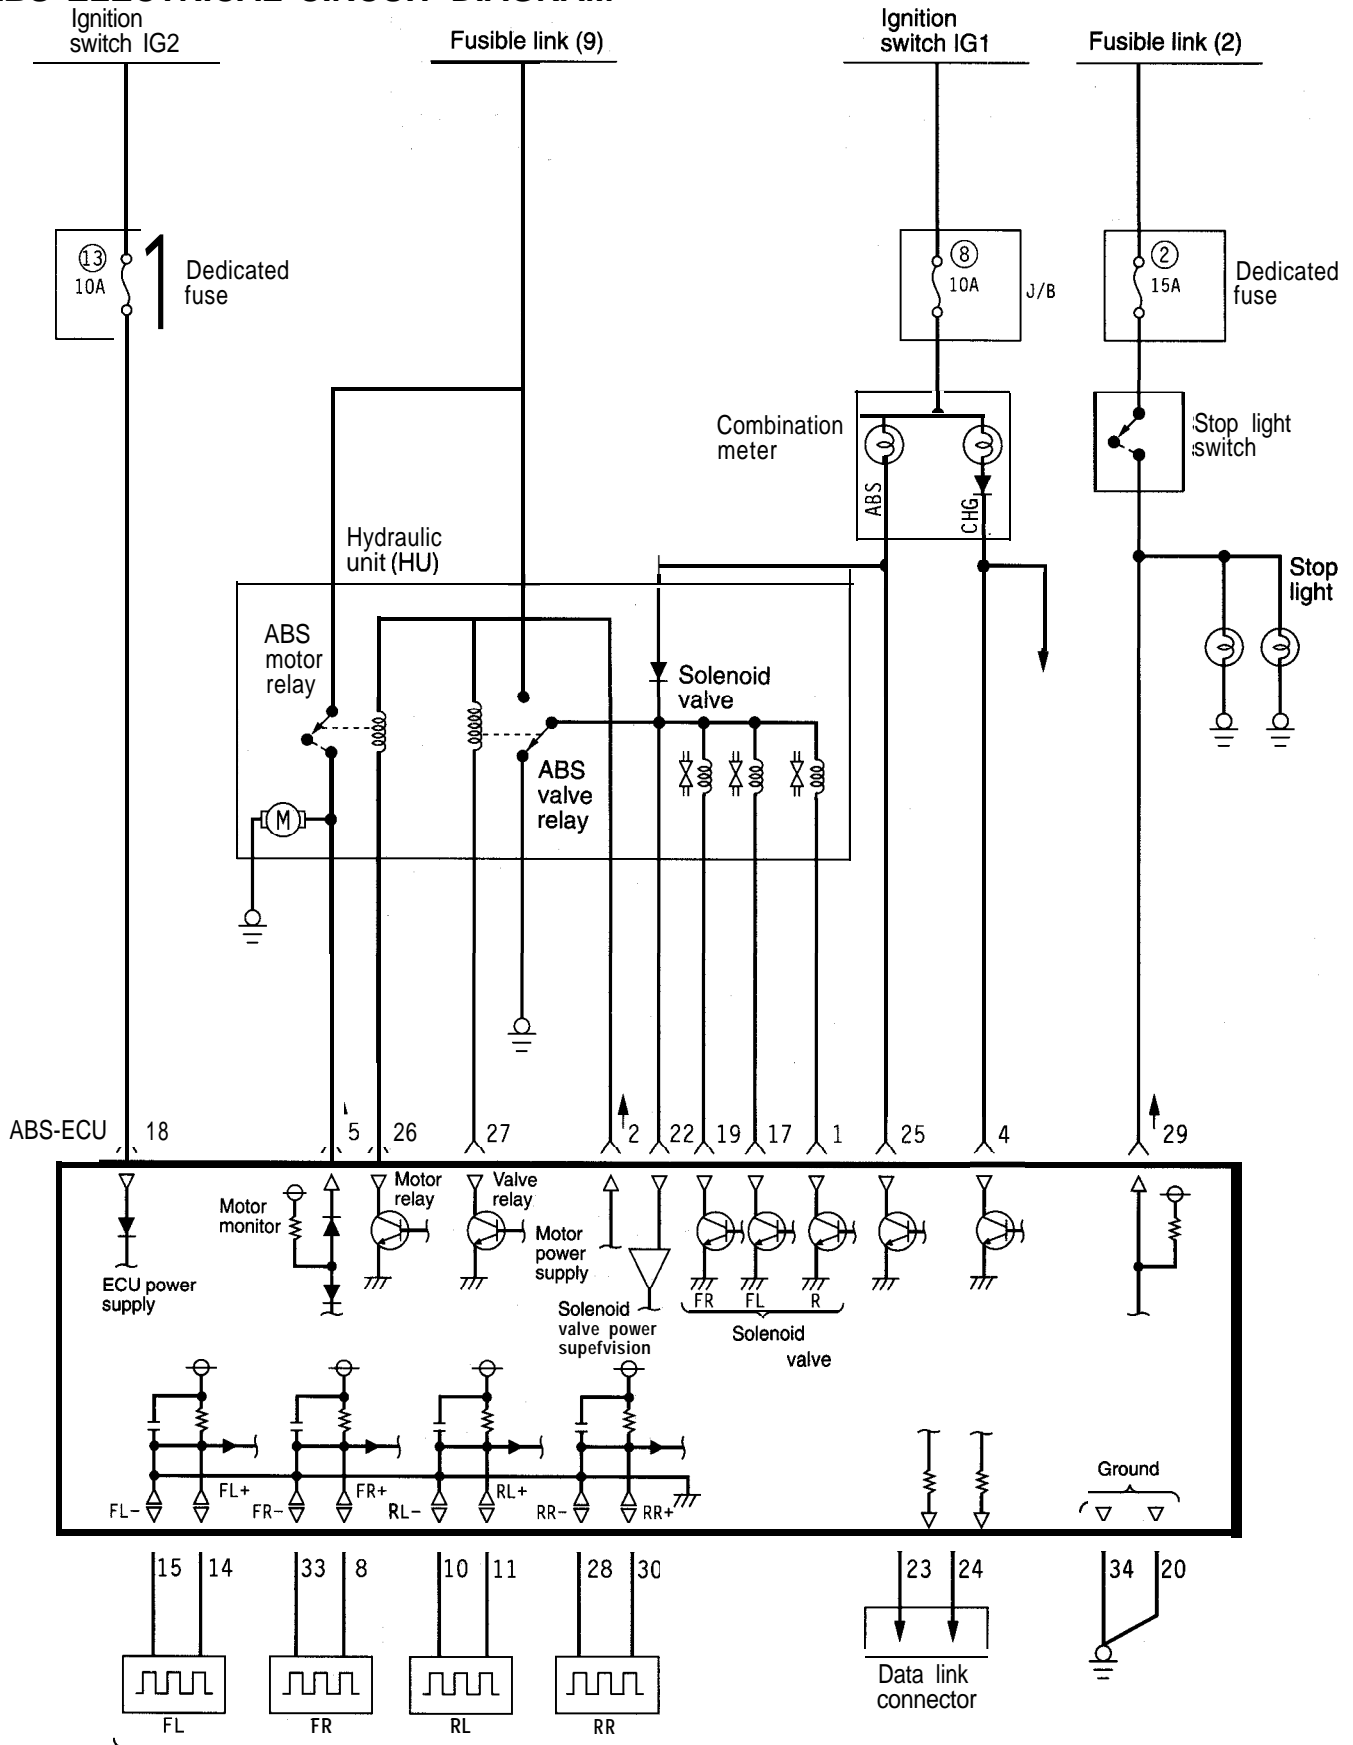 ABS ELECTRICAL CIRCUIT DIAGRAM
Ignition
switch IG2
Fusible link (9)
Ignition
switch IG1
Fusible link (2)
13
10A
Dedicated
fuse
8
10A
J/B
2
15A
Dedicated
fuse
Combination
meter
ABS
CHG
Stop light
switch
Hydraulic
unit (HU)
Stop
light
ABS
motor
relay
Solenoid
valve
ABS
valve
relay
M
ABS-ECU
18
5
26
27
2
22
19
17
1
25
4
29
Motor
relay
Valve
relay
Motor
monitor
Motor
power
supply
ECU power
supply
FR
FL
R
Solenoid
valve power
supefvision
Solenoid
valve
FL−
FL+
FR−
FR+
RL−
RL+
RR−
RR+
Ground
15
14
33
8
10
11
28
30
23
24
34
20
Data link
connector
FL
FR
RL
RR